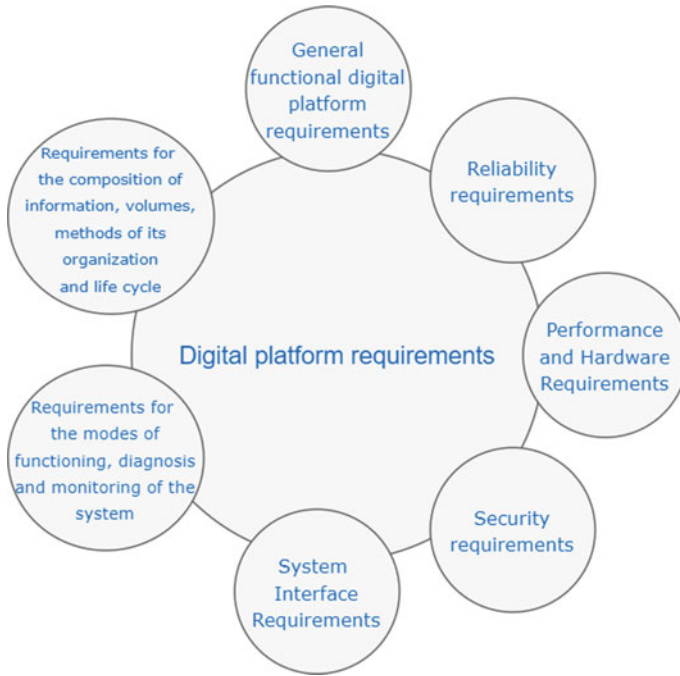 General
functional digital
platform
requirements
Reliability
requirements
Performance
and Hardware
Requirements
Security
requirements
System
Interface
Requirements
Requirements for
the modes of
functioning, diagnosis
and monitoring of the
system
Requirements for
the composition of
information, volumes,
methods of its
organization
and life cycle
Digital platform requirements